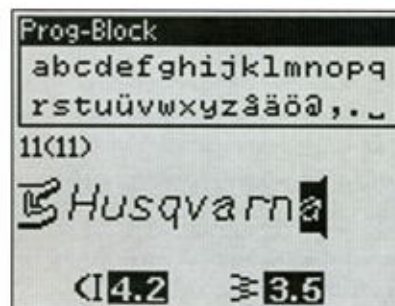 Prog-Block
abcdefghijklmnopq
rstuüvwxyzåäö@,.␣
11(11)
Husqvarna
4.2 3.5